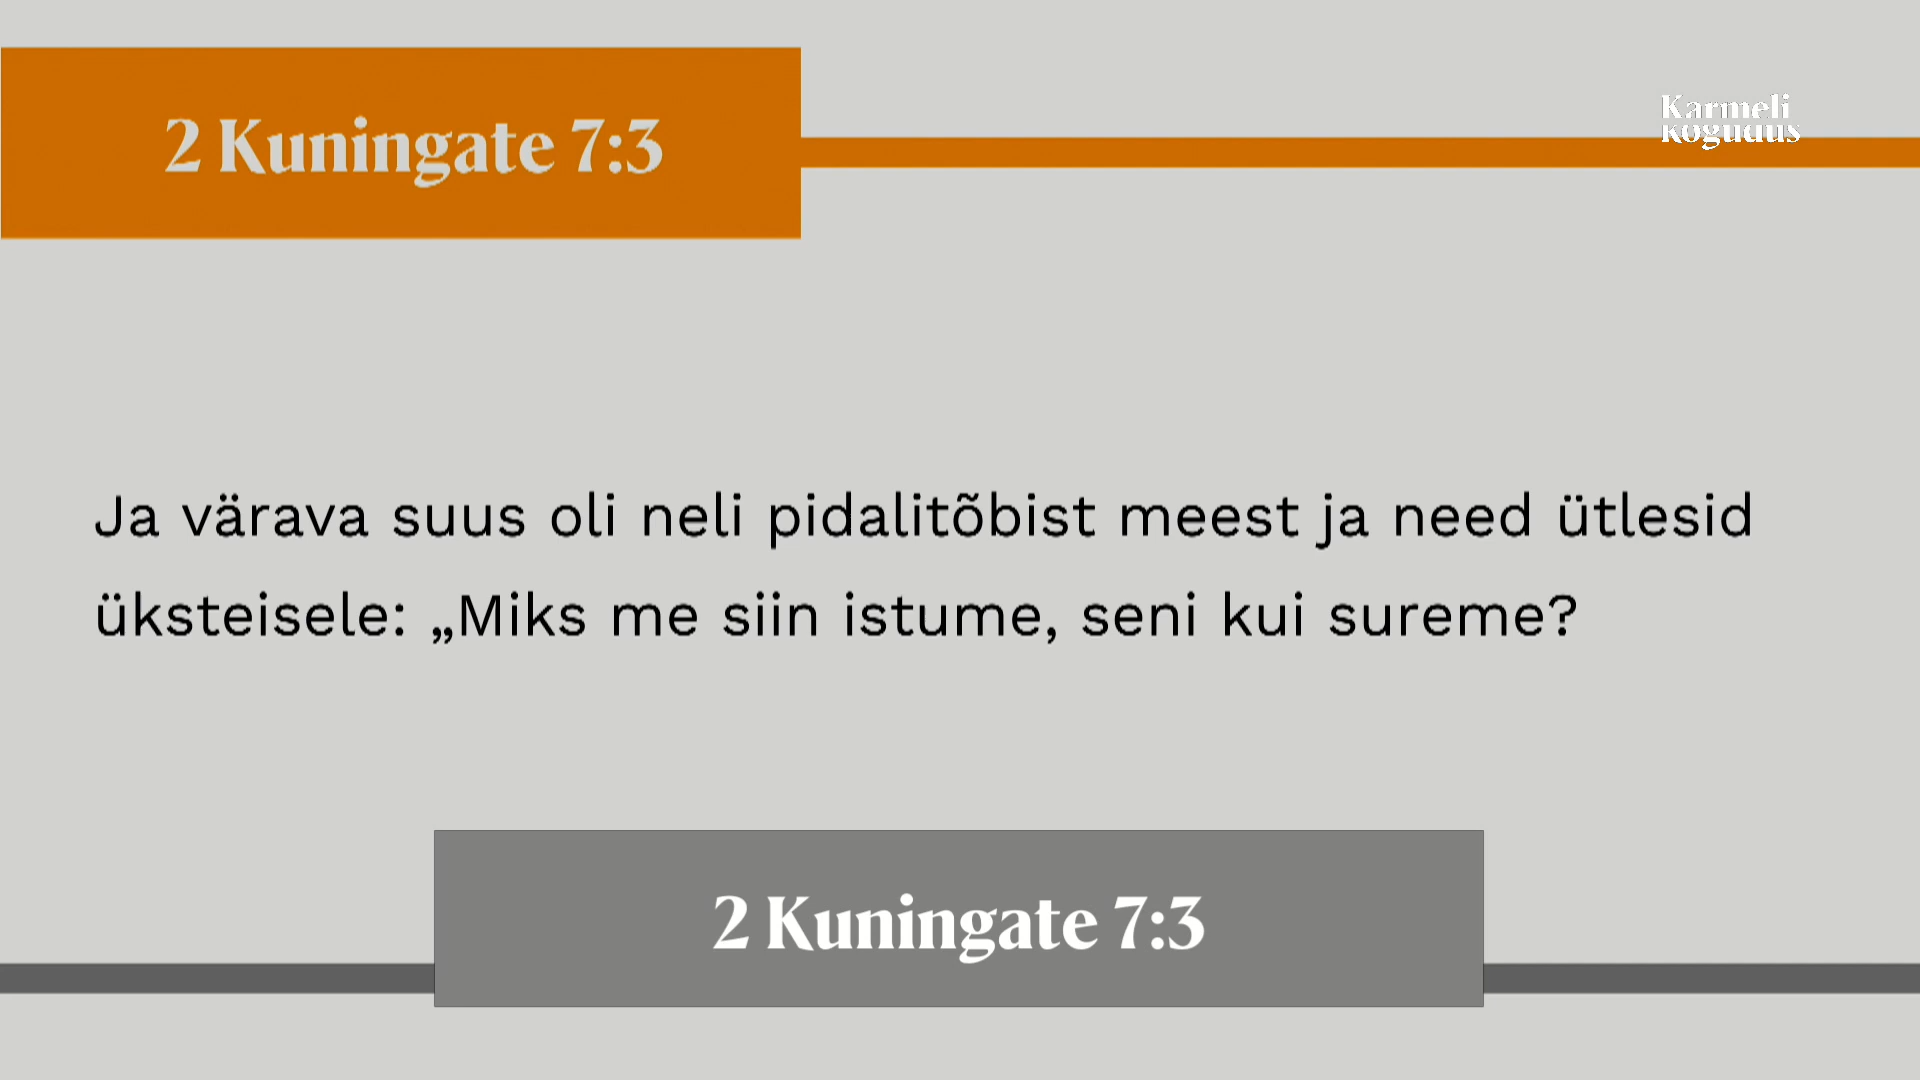 2 Kuningate 7:3
Karmeli
Kogudus
Ja värava suus oli neli pidalitõbist meest ja need ütlesid
üksteisele: „Miks me siin istume, seni kui sureme?
2 Kuningate 7:3